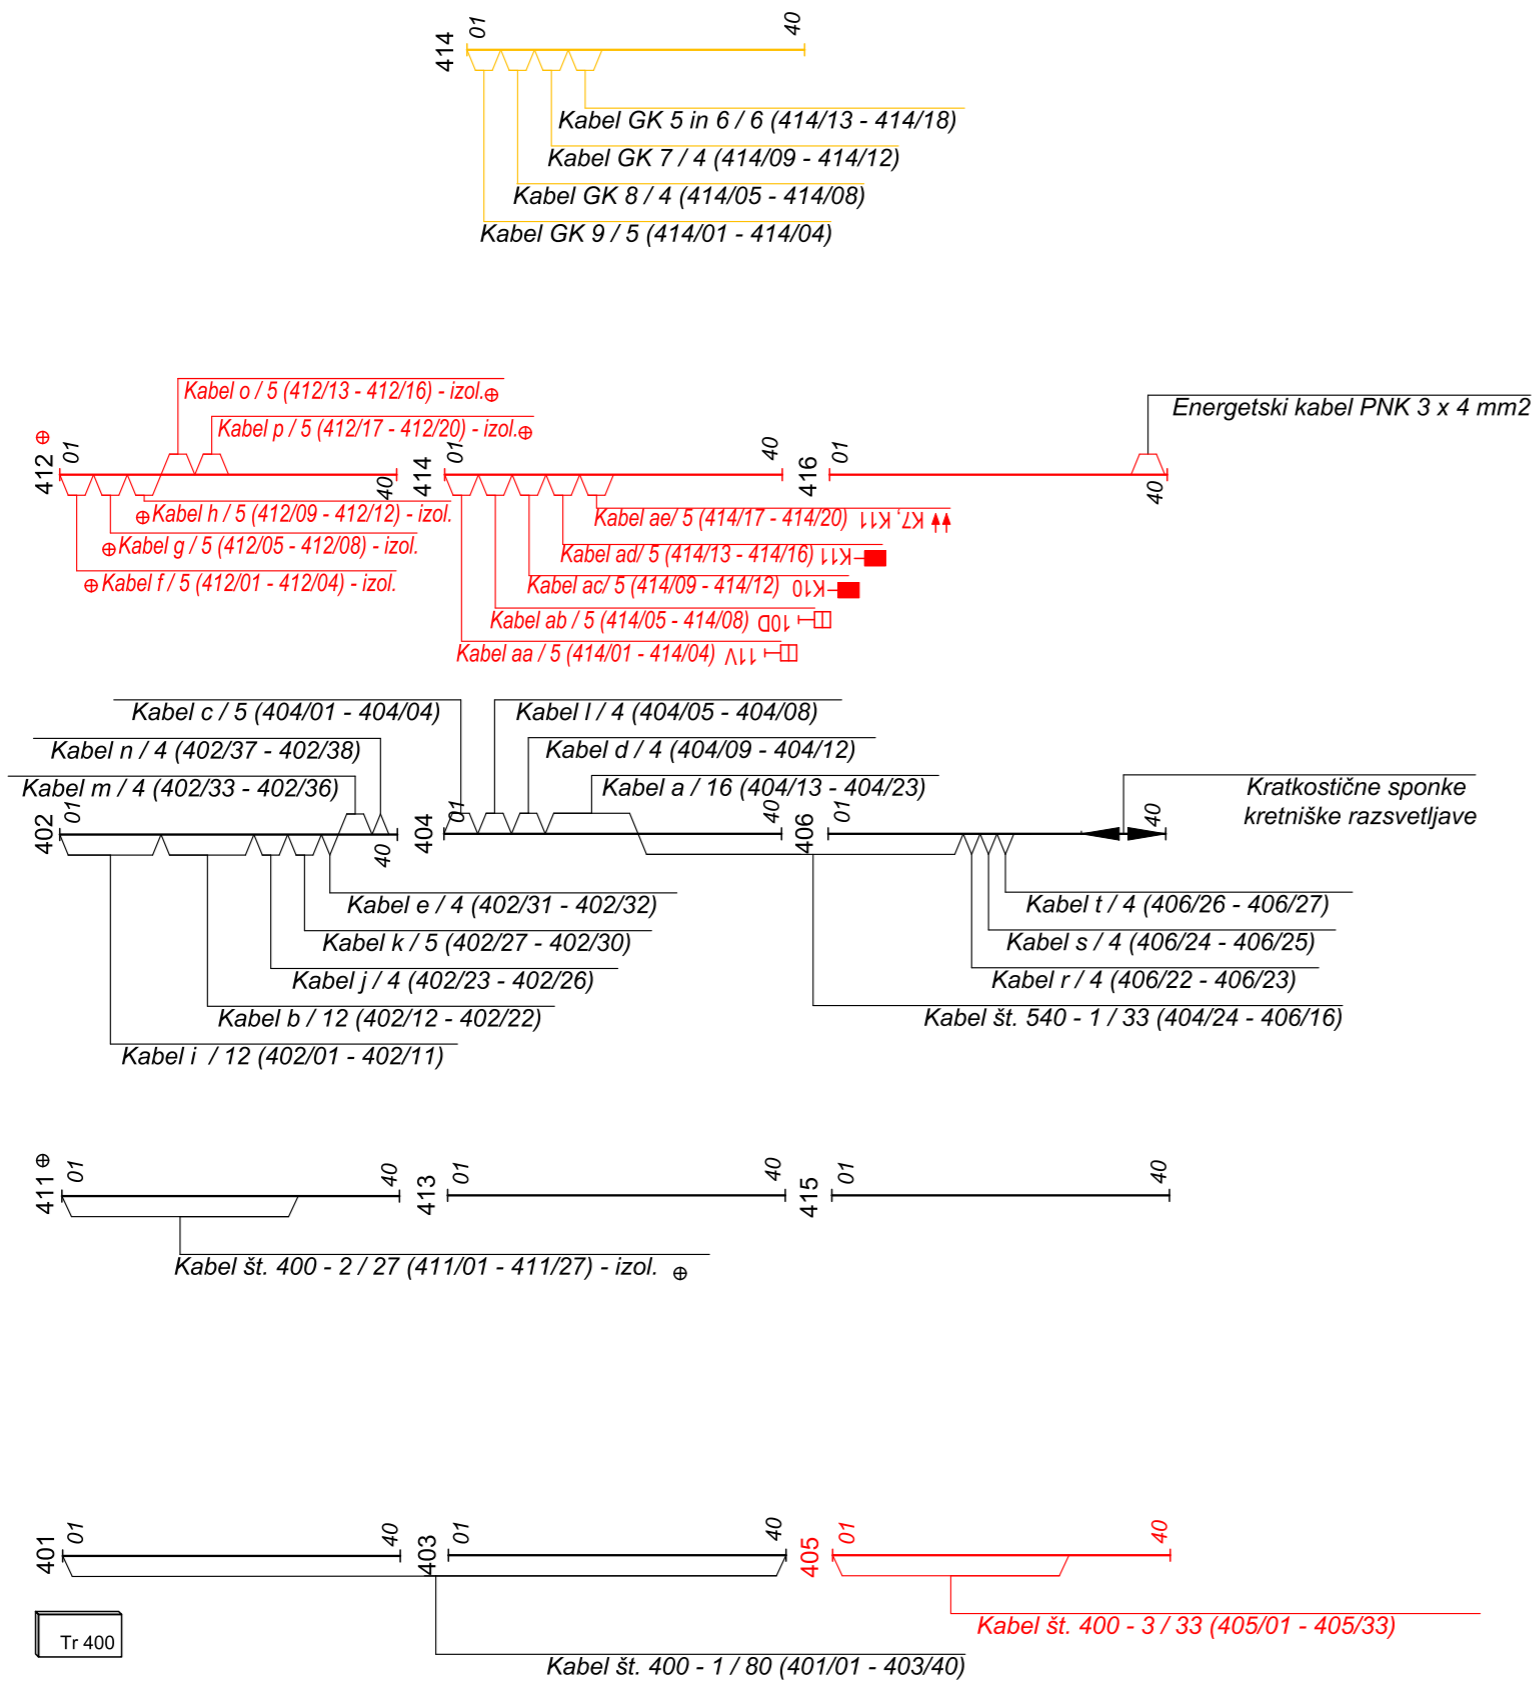 414 01 40
Kabel GK 5 in 6 / 6 (414/13 - 414/18)
Kabel GK 7 / 4 (414/09 - 414/12)
Kabel GK 8 / 4 (414/05 - 414/08)
Kabel GK 9 / 5 (414/01 - 414/04)
Kabel o / 5 (412/13 - 412/16) - izol.
Kabel p / 5 (412/17 - 412/20) - izol.
Energetski kabel PNK 3 x 4 mm2
412 01 40
414 01 40
416 01 40
Kabel h / 5 (412/09 - 412/12) - izol.
Kabel g / 5 (412/05 - 412/08) - izol.
Kabel f / 5 (412/01 - 412/04) - izol.
Kabel ae/ 5 (414/17 - 414/20) K7, K11
Kabel ad/ 5 (414/13 - 414/16) K11
Kabel ac/ 5 (414/09 - 414/12) K10
Kabel ab / 5 (414/05 - 414/08) 10D
Kabel aa / 5 (414/01 - 414/04) 11V
Kabel c / 5 (404/01 - 404/04)
Kabel n / 4 (402/37 - 402/38)
Kabel m / 4 (402/33 - 402/36)
Kabel l / 4 (404/05 - 404/08)
Kabel d / 4 (404/09 - 404/12)
Kabel a / 16 (404/13 - 404/23)
Kratkostične sponke
kretniške razsvetljave
402 01 40
404 01 40
406 01 40
Kabel e / 4 (402/31 - 402/32)
Kabel k / 5 (402/27 - 402/30)
Kabel j / 4 (402/23 - 402/26)
Kabel b / 12 (402/12 - 402/22)
Kabel i / 12 (402/01 - 402/11)
Kabel t / 4 (406/26 - 406/27)
Kabel s / 4 (406/24 - 406/25)
Kabel r / 4 (406/22 - 406/23)
Kabel št. 540 - 1 / 33 (404/24 - 406/16)
411 01 40
413 01 40
415 01 40
Kabel št. 400 - 2 / 27 (411/01 - 411/27) - izol.
401 01 40
403 01 40
405 01 40
Kabel št. 400 - 3 / 33 (405/01 - 405/33)
Tr 400
Kabel št. 400 - 1 / 80 (401/01 - 403/40)